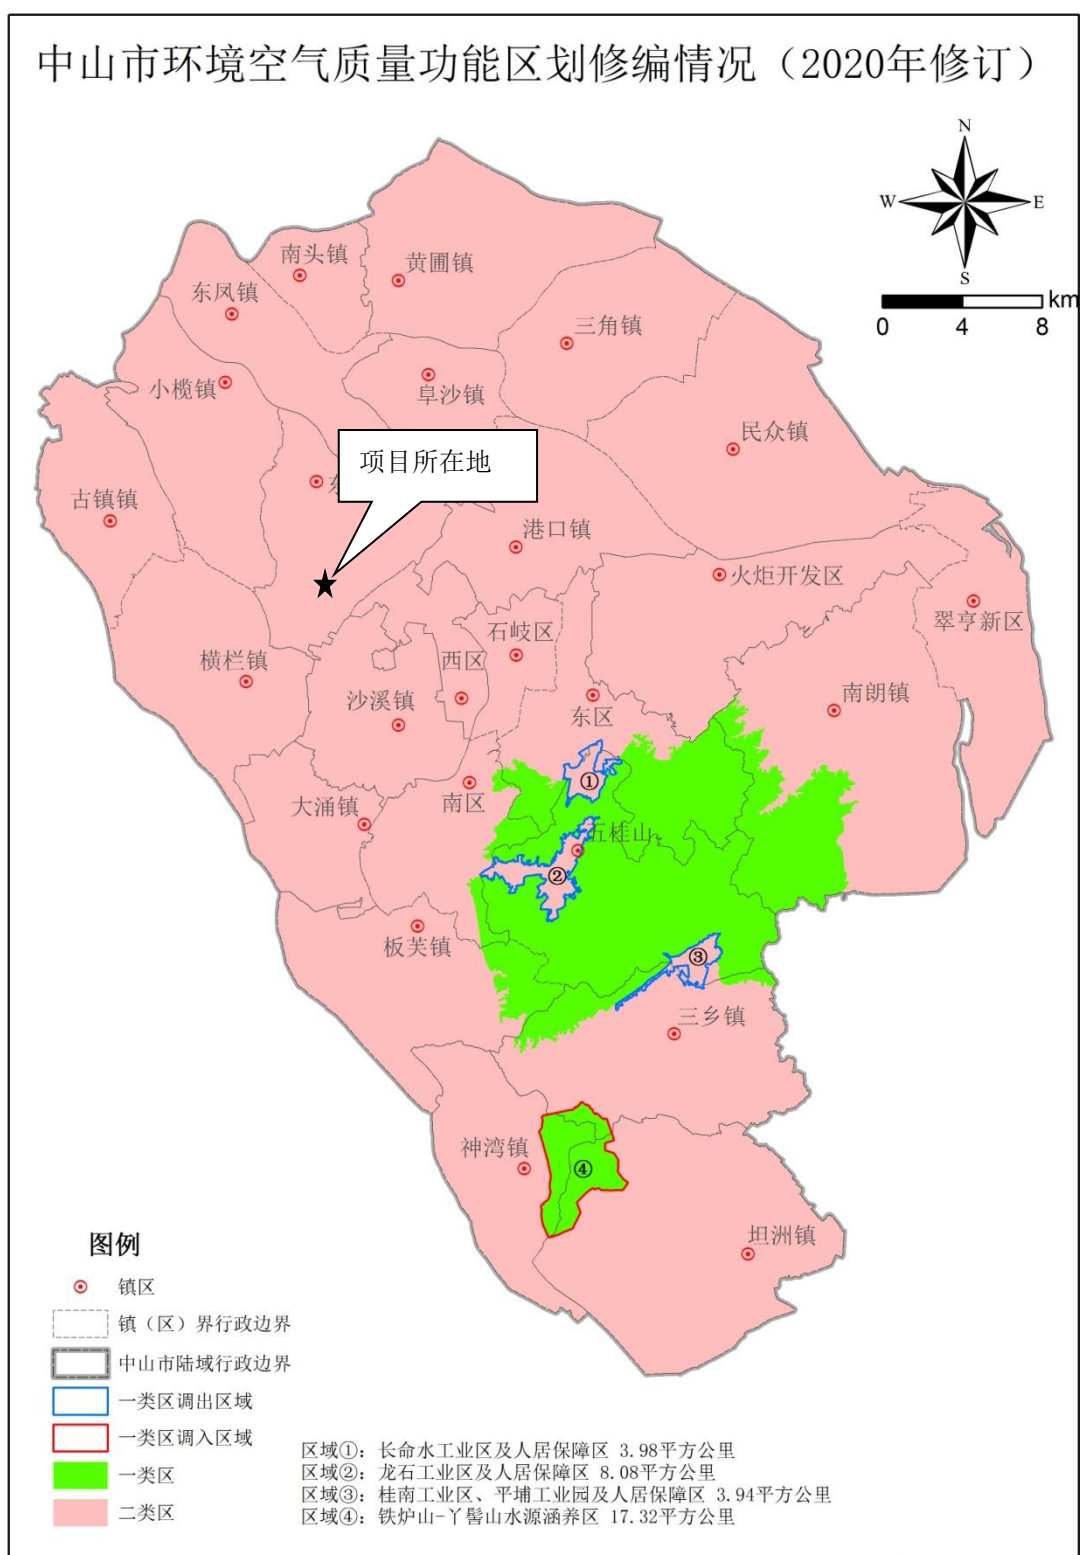 中山市环境空气质量功能区划修编情况（2020年修订）
N
W
E
S
km
0 4 8
南头镇
黄圃镇
东凤镇
三角镇
小榄镇
阜沙镇
民众镇
项目所在地
东
古镇镇
港口镇
火炬开发区
翠亨新区
石岐区
横栏镇
西区
沙溪镇
南朗镇
东区
①
南区
大涌镇
五桂山
②
板芙镇
③
三乡镇
神湾镇
④
坦洲镇
图例
镇区
镇（区）界行政边界
中山市陆域行政边界
一类区调出区域
一类区调入区域
一类区
二类区
区域①：长命水工业区及人居保障区 3.98平方公里
区域②：龙石工业区及人居保障区 8.08平方公里
区域③：桂南工业区、平埔工业园及人居保障区 3.94平方公里
区域④：铁炉山-丫髻山水源涵养区 17.32平方公里